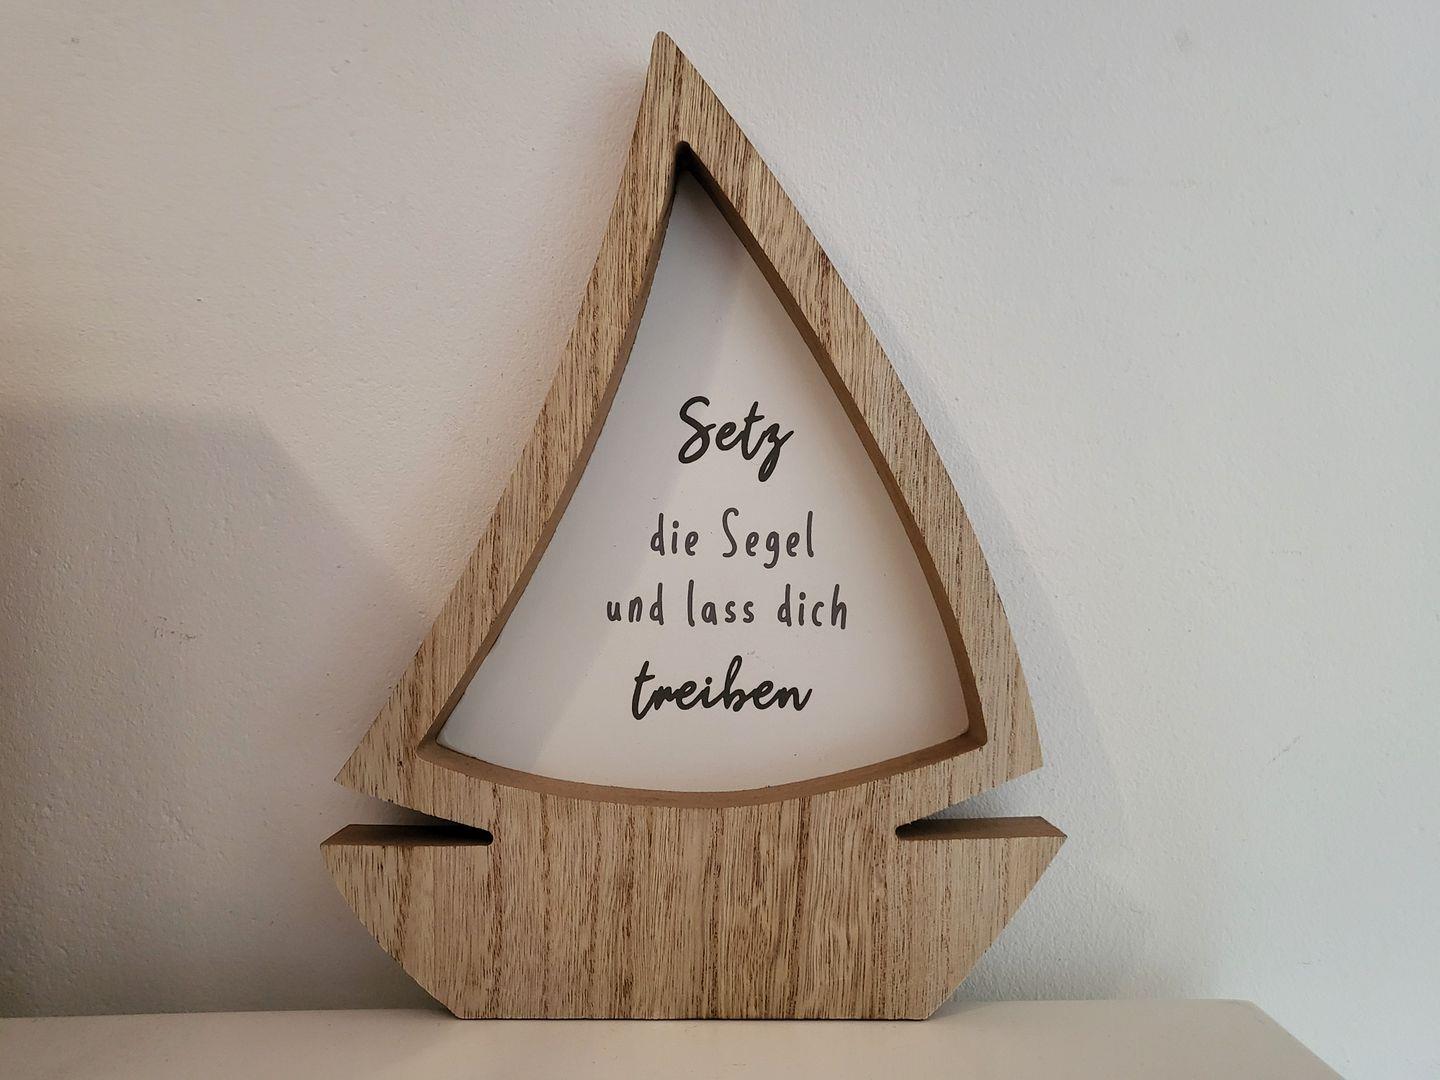 Setz
die Segel
und lass dich
treiben